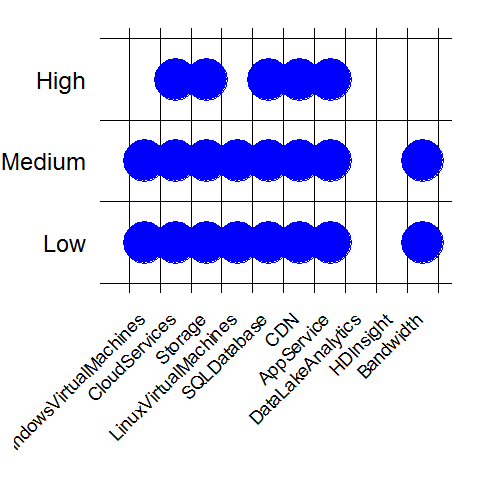 High
Medium
Low
ndowsVirtualMachines
CloudServices
Storage
LinuxVirtualMachines
SQLDatabase
CDN
AppService
DataLakeAnalytics
HDInsight
Bandwidth